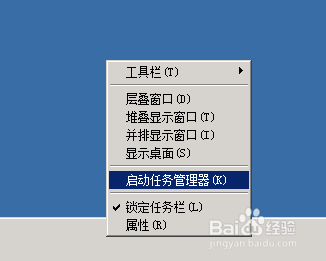 工具栏(T)
层叠窗口(D)
堆叠显示窗口(T)
并排显示窗口(I)
显示桌面(S)
启动任务管理器(K)
锁定任务栏(L)
属性(R)
Baidu 经验
jingyan.baidu.com